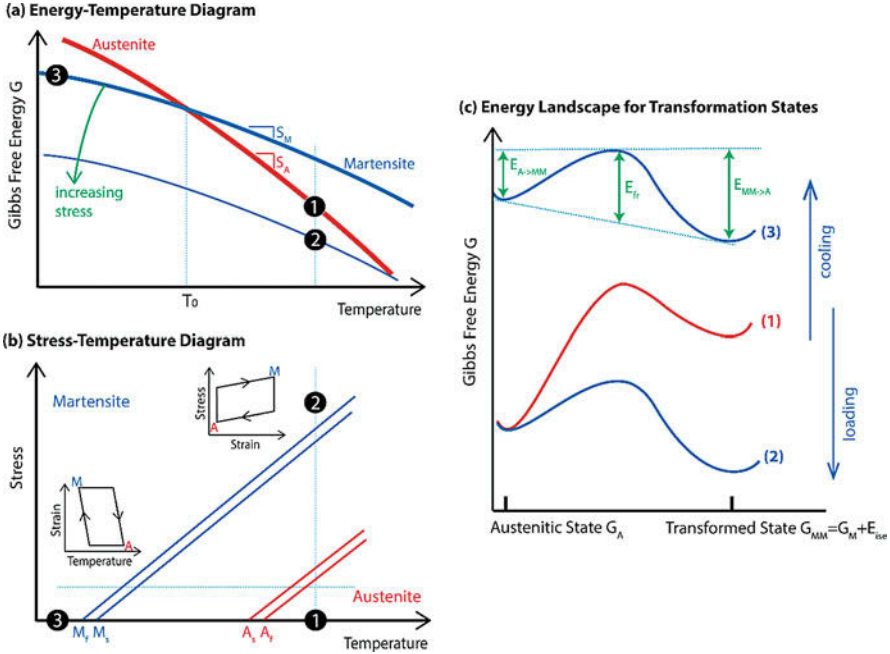 (a) Energy-Temperature Diagram
Gibbs Free Energy G
Austenite
3
S_M
S_A
Martensite
increasing
stress
1
2
T₀
Temperature
(b) Stress-Temperature Diagram
Stress
Martensite
Stress
M
A
Strain
2
Strain
M
A
Temperature
Austenite
3
M_f M_s
A_s A_f
1
Temperature
(c) Energy Landscape for Transformation States
Gibbs Free Energy G
E_A->MM
E_fr
E_MM->A
(3)
cooling
(1)
loading
(2)
Austenitic State G_A
Transformed State G_MM=G_M+E_ise